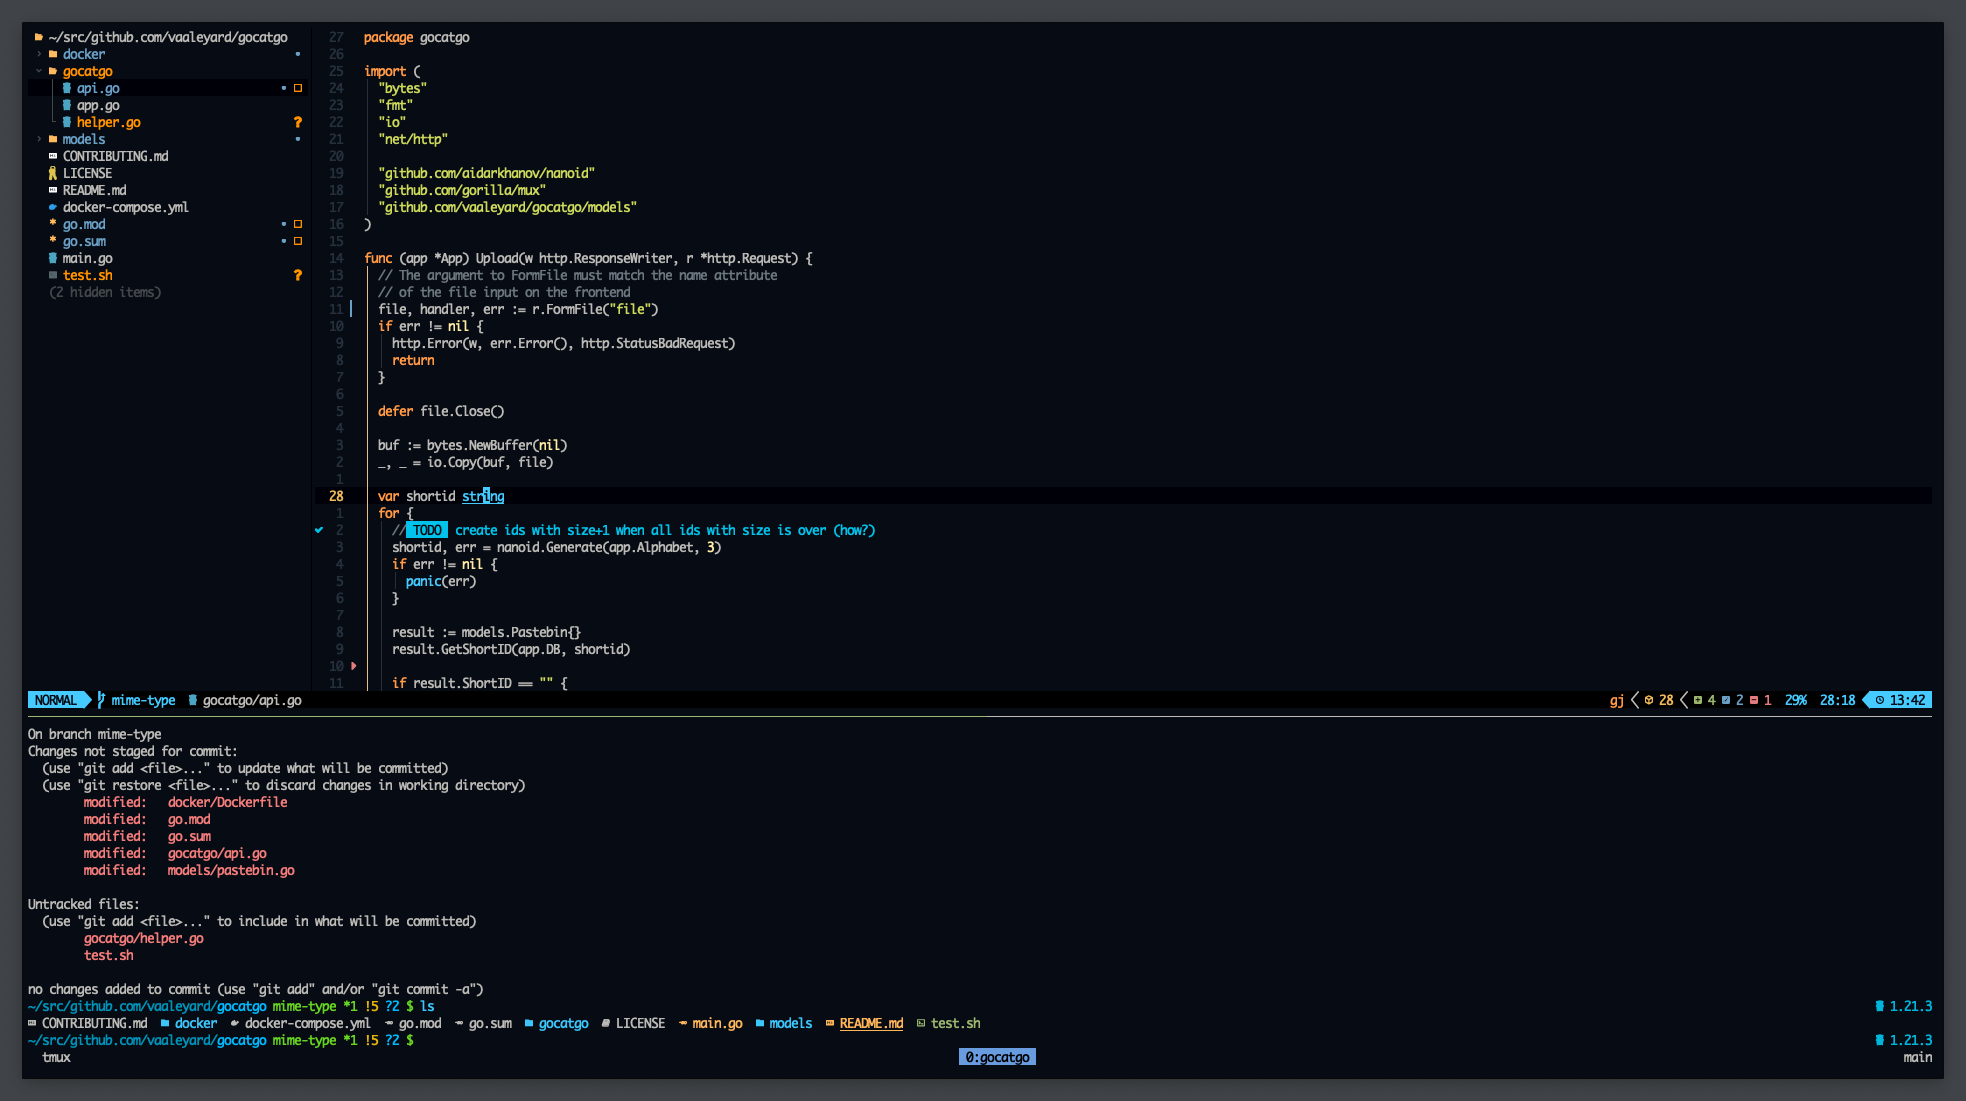 ~/src/github.com/vaaleyard/gocatgo
docker
gocatgo
api.go
app.go
helper.go ?
models
CONTRIBUTING.md
LICENSE
README.md
docker-compose.yml
go.mod
go.sum
main.go
test.sh ?
(2 hidden items)
27 package gocatgo
26
25 import (
24 "bytes"
23 "fmt"
22 "io"
21 "net/http"
20
19 "github.com/aidarkhanov/nanoid"
18 "github.com/gorilla/mux"
17 "github.com/vaaleyard/gocatgo/models"
16 )
15
14 func (app *App) Upload(w http.ResponseWriter, r *http.Request) {
13 // The argument to FormFile must match the name attribute
12 // of the file input on the frontend
11 file, handler, err := r.FormFile("file")
10 if err != nil {
9 http.Error(w, err.Error(), http.StatusBadRequest)
8 return
7 }
6
5 defer file.Close()
4
3 buf := bytes.NewBuffer(nil)
2 _, _ = io.Copy(buf, file)
1
28 var shortid string
1 for {
2 // TODO create ids with size+1 when all ids with size is over (how?)
3 shortid, err = nanoid.Generate(app.Alphabet, 3)
4 if err != nil {
5 panic(err)
6 }
7
8 result := models.Pastebin{}
9 result.GetShortID(app.DB, shortid)
10
11 if result.ShortID == "" {
NORMAL mime-type gocatgo/api.go gj 28 4 2 1 29% 28:18 13:42
On branch mime-type
Changes not staged for commit:
(use "git add <file>..." to update what will be committed)
(use "git restore <file>..." to discard changes in working directory)
modified: docker/Dockerfile
modified: go.mod
modified: go.sum
modified: gocatgo/api.go
modified: models/pastebin.go
Untracked files:
(use "git add <file>..." to include in what will be committed)
gocatgo/helper.go
test.sh
no changes added to commit (use "git add" and/or "git commit -a")
~/src/github.com/vaaleyard/gocatgo mime-type *1 !5 ?2 $ ls 1.21.3
CONTRIBUTING.md docker docker-compose.yml go.mod go.sum gocatgo LICENSE main.go models README.md test.sh
~/src/github.com/vaaleyard/gocatgo mime-type *1 !5 ?2 $ 1.21.3
tmux 0:gocatgo main